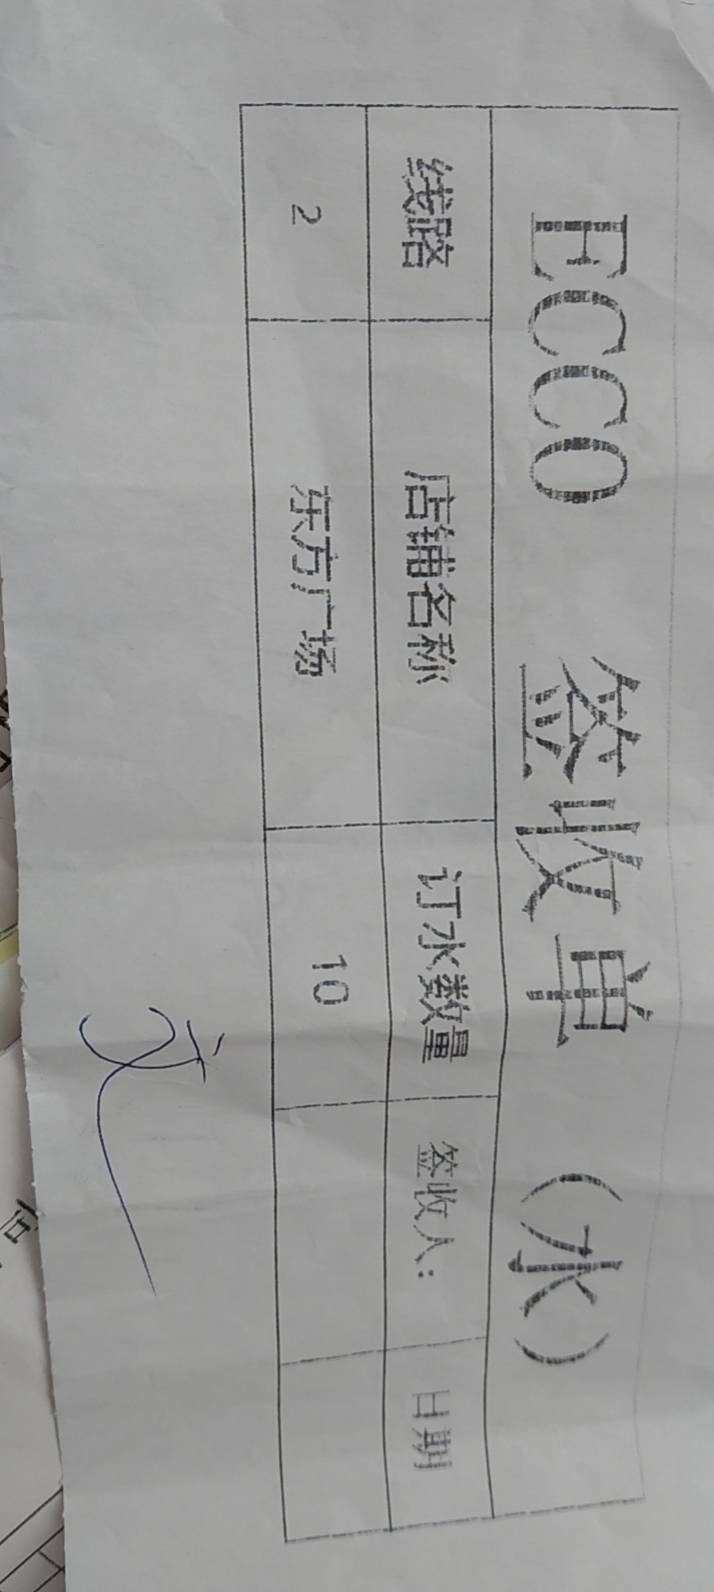 ECCO 签收单 （水）
线路 店铺名称 订水数量 签收人： 日期
2 东方广场 10